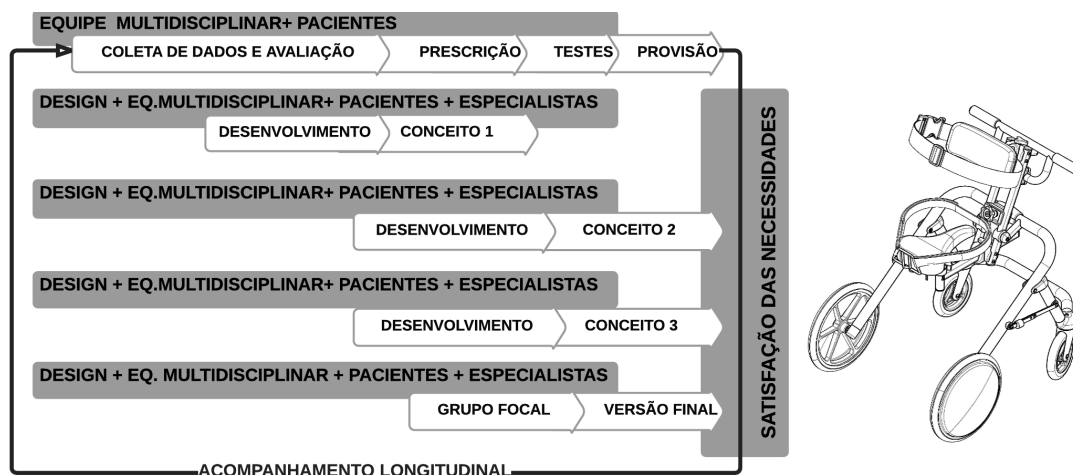 EQUIPE MULTIDISCIPLINAR+ PACIENTES
COLETA DE DADOS E AVALIAÇÃO
PRESCRIÇÃO
TESTES
PROVISÃO
DESIGN + EQ.MULTIDISCIPLINAR+ PACIENTES + ESPECIALISTAS
DESENVOLVIMENTO
CONCEITO 1
DESIGN + EQ.MULTIDISCIPLINAR+ PACIENTES + ESPECIALISTAS
DESENVOLVIMENTO
CONCEITO 2
DESIGN + EQ.MULTIDISCIPLINAR+ PACIENTES + ESPECIALISTAS
DESENVOLVIMENTO
CONCEITO 3
DESIGN + EQ. MULTIDISCIPLINAR + PACIENTES + ESPECIALISTAS
GRUPO FOCAL
VERSÃO FINAL
SATISFAÇÃO DAS NECESSIDADES
ACOMPANHAMENTO LONGITUDINAL